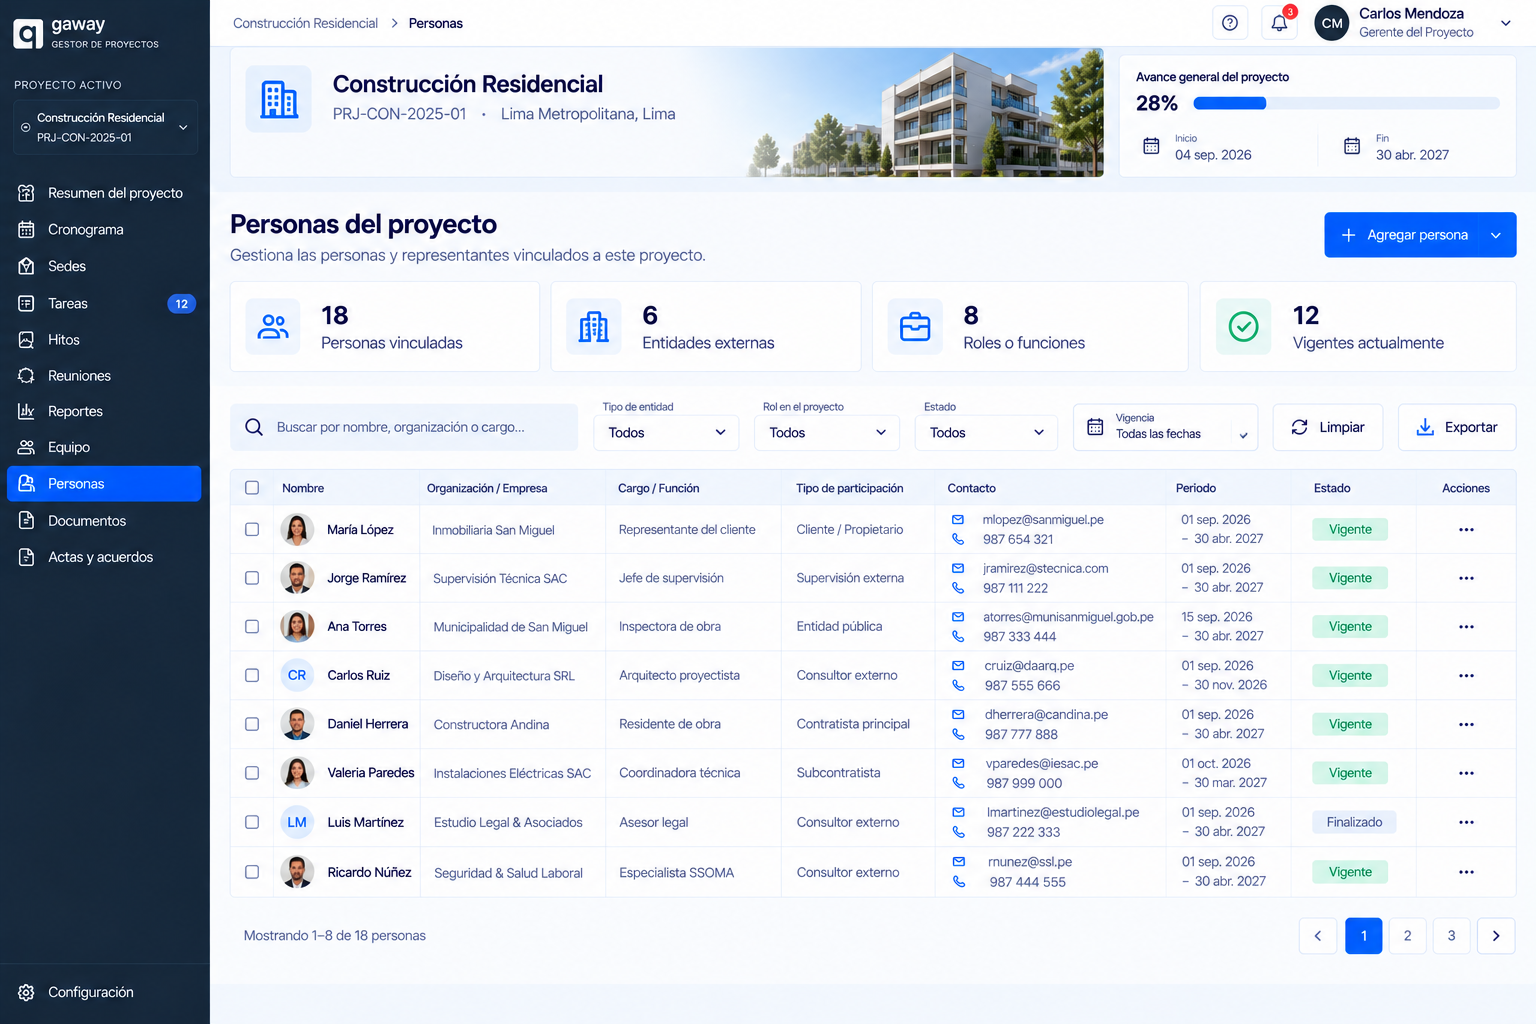 gaway
GESTOR DE PROYECTOS
PROYECTO ACTIVO
Construcción Residencial
PRJ-CON-2025-01
Resumen del proyecto
Cronograma
Sedes
Tareas 12
Hitos
Reuniones
Reportes
Equipo
Personas
Documentos
Actas y acuerdos
Configuración
Construcción Residencial > Personas
3
CM
Carlos Mendoza
Gerente del Proyecto
Construcción Residencial
PRJ-CON-2025-01 • Lima Metropolitana, Lima
Avance general del proyecto
28%
Inicio
04 sep. 2026
Fin
30 abr. 2027
Personas del proyecto
Gestiona las personas y representantes vinculados a este proyecto.
+ Agregar persona
18
Personas vinculadas
6
Entidades externas
8
Roles o funciones
12
Vigentes actualmente
Buscar por nombre, organización o cargo...
Tipo de entidad
Todos
Rol en el proyecto
Todos
Estado
Todos
Vigencia
Todas las fechas
Limpiar
Exportar
Nombre Organización / Empresa Cargo / Función Tipo de participación Contacto Periodo Estado Acciones
María López Inmobiliaria San Miguel Representante del cliente Cliente / Propietario mlopez@sanmiguel.pe 987 654 321 01 sep. 2026 – 30 abr. 2027 Vigente ...
Jorge Ramírez Supervisión Técnica SAC Jefe de supervisión Supervisión externa jramirez@stecnica.com 987 111 222 01 sep. 2026 – 30 abr. 2027 Vigente ...
Ana Torres Municipalidad de San Miguel Inspectora de obra Entidad pública atorres@munisanmiguel.gob.pe 987 333 444 15 sep. 2026 – 30 abr. 2027 Vigente ...
CR Carlos Ruiz Diseño y Arquitectura SRL Arquitecto proyectista Consultor externo cruiz@daarq.pe 987 555 666 01 sep. 2026 – 30 nov. 2026 Vigente ...
Daniel Herrera Constructora Andina Residente de obra Contratista principal dherrera@candina.pe 987 777 888 01 sep. 2026 – 30 abr. 2027 Vigente ...
Valeria Paredes Instalaciones Eléctricas SAC Coordinadora técnica Subcontratista vparedes@iesac.pe 987 999 000 01 oct. 2026 – 30 mar. 2027 Vigente ...
LM Luis Martínez Estudio Legal & Asociados Asesor legal Consultor externo lmartinez@estudiolegal.pe 987 222 333 01 sep. 2026 – 30 abr. 2027 Finalizado ...
Ricardo Núñez Seguridad & Salud Laboral Especialista SSOMA Consultor externo rnunez@ssl.pe 987 444 555 01 sep. 2026 – 30 abr. 2027 Vigente ...
Mostrando 1–8 de 18 personas
< 1 2 3 >